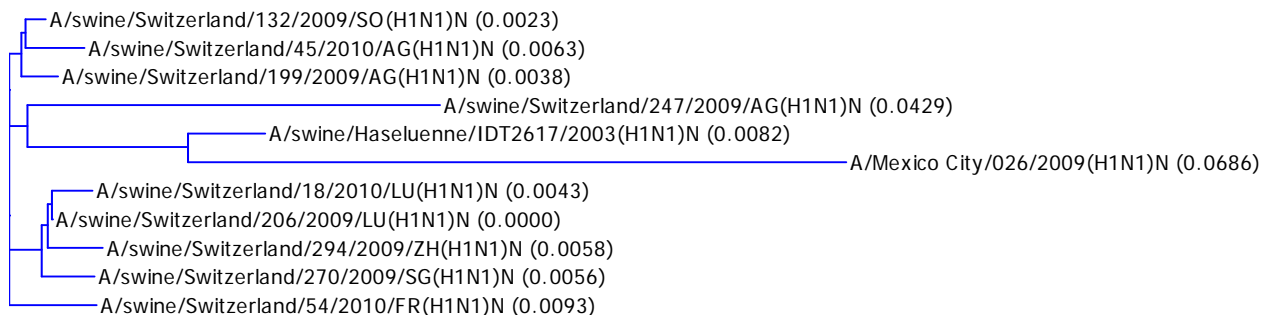 A/swine/Switzerland/132/2009/SO(H1N1)N (0.0023)
A/swine/Switzerland/45/2010/AG(H1N1)N (0.0063)
A/swine/Switzerland/199/2009/AG(H1N1)N (0.0038)
A/swine/Switzerland/247/2009/AG(H1N1)N (0.0429)
A/swine/Haseluenne/IDT2617/2003(H1N1)N (0.0082)
A/Mexico City/026/2009(H1N1)N (0.0686)
A/swine/Switzerland/18/2010/LU(H1N1)N (0.0043)
A/swine/Switzerland/206/2009/LU(H1N1)N (0.0000)
A/swine/Switzerland/294/2009/ZH(H1N1)N (0.0058)
A/swine/Switzerland/270/2009/SG(H1N1)N (0.0056)
A/swine/Switzerland/54/2010/FR(H1N1)N (0.0093)